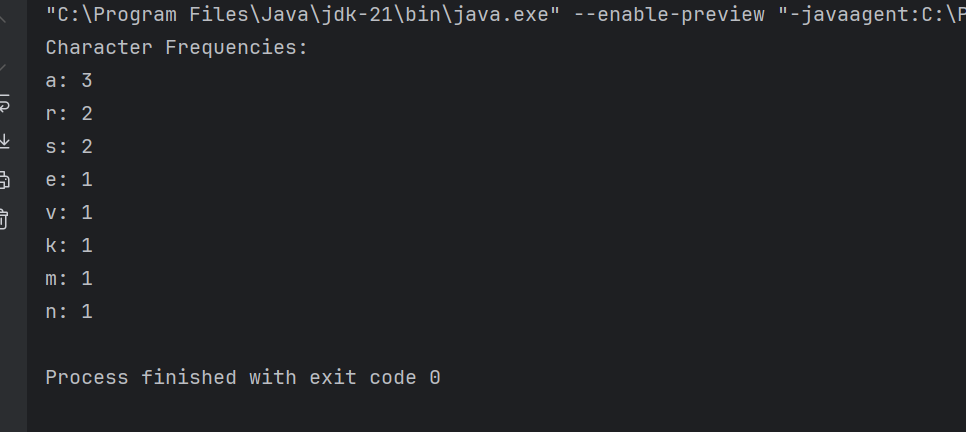 "C:\Program Files\Java\jdk-21\bin\java.exe" --enable-preview "-javaagent:C:\P
Character Frequencies:
a: 3
r: 2
s: 2
e: 1
v: 1
k: 1
m: 1
n: 1
Process finished with exit code 0